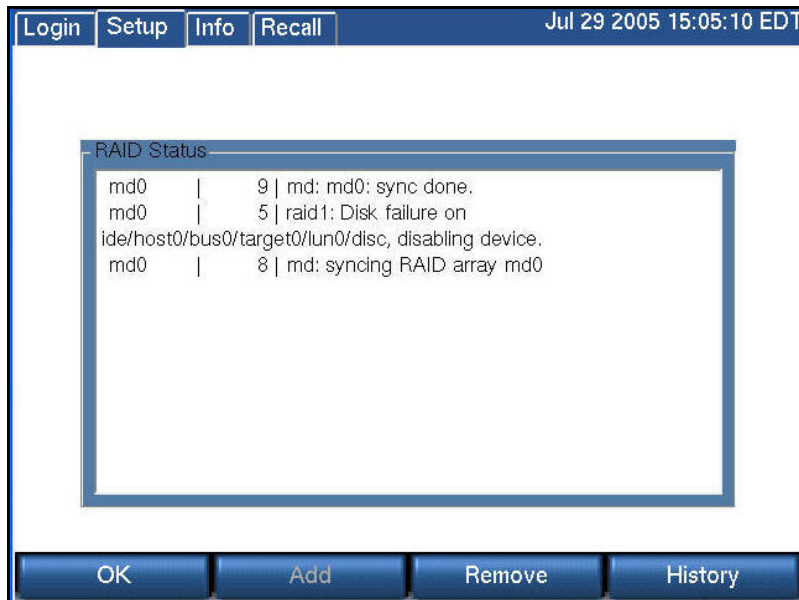 Login Setup Info Recall Jul 29 2005 15:05:10 EDT
RAID Status
md0 | 9 | md: md0: sync done.
md0 | 5 | raid1: Disk failure on
ide/host0/bus0/target0/lun0/disc, disabling device.
md0 | 8 | md: syncing RAID array md0
OK Add Remove History